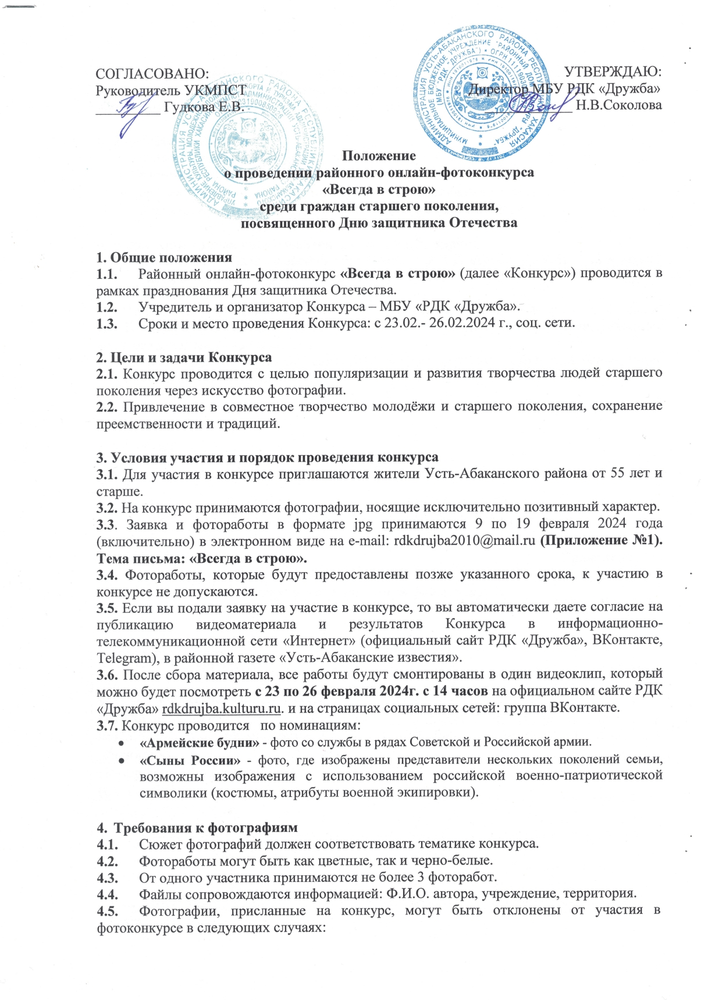 СОГЛАСОВАНО:
Руководитель УКМПСТ
_________ Гудкова Е.В.
УТВЕРЖДАЮ:
Директор МБУ РДК «Дружба»
____________ Н.В.Соколова
Положение
о проведении районного онлайн-фотоконкурса
«Всегда в строю»
среди граждан старшего поколения,
посвященного Дню защитника Отечества
1. Общие положения
1.1. Районный онлайн-фотоконкурс «Всегда в строю» (далее «Конкурс») проводится в
рамках празднования Дня защитника Отечества.
1.2. Учредитель и организатор Конкурса – МБУ «РДК «Дружба».
1.3. Сроки и место проведения Конкурса: с 23.02.- 26.02.2024 г., соц. сети.
2. Цели и задачи Конкурса
2.1. Конкурс проводится с целью популяризации и развития творчества людей старшего
поколения через искусство фотографии.
2.2. Привлечение в совместное творчество молодёжи и старшего поколения, сохранение
преемственности и традиций.
3. Условия участия и порядок проведения конкурса
3.1. Для участия в конкурсе приглашаются жители Усть-Абаканского района от 55 лет и
старше.
3.2. На конкурс принимаются фотографии, носящие исключительно позитивный характер.
3.3. Заявка и фотоработы в формате jpg принимаются 9 по 19 февраля 2024 года
(включительно) в электронном виде на e-mail: rdkdrujba2010@mail.ru (Приложение №1).
Тема письма: «Всегда в строю».
3.4. Фотоработы, которые будут предоставлены позже указанного срока, к участию в
конкурсе не допускаются.
3.5. Если вы подали заявку на участие в конкурсе, то вы автоматически даете согласие на
публикацию видеоматериала и результатов Конкурса в информационно-
телекоммуникационной сети «Интернет» (официальный сайт РДК «Дружба», ВКонтакте,
Telegram), в районной газете «Усть-Абаканские известия».
3.6. После сбора материала, все работы будут смонтированы в один видеоклип, который
можно будет посмотреть с 23 по 26 февраля 2024г. с 14 часов на официальном сайте РДК
«Дружба» rdkdrujba.kulturu.ru. и на страницах социальных сетей: группа ВКонтакте.
3.7. Конкурс проводится по номинациям:
• «Армейские будни» - фото со службы в рядах Советской и Российской армии.
• «Сыны России» - фото, где изображены представители нескольких поколений семьи,
возможны изображения с использованием российской военно-патриотической
символики (костюмы, атрибуты военной экипировки).
4. Требования к фотографиям
4.1. Сюжет фотографий должен соответствовать тематике конкурса.
4.2. Фотоработы могут быть как цветные, так и черно-белые.
4.3. От одного участника принимаются не более 3 фоторабот.
4.4. Файлы сопровождаются информацией: Ф.И.О. автора, учреждение, территория.
4.5. Фотографии, присланные на конкурс, могут быть отклонены от участия в
фотоконкурсе в следующих случаях: